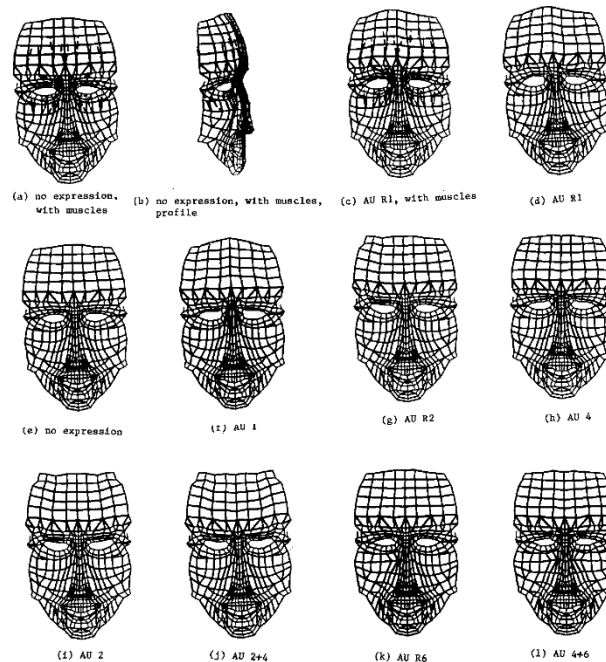 (a) no expression,
with muscles
(b) no expression, with muscles,
profile
(c) AU R1, with muscles
(d) AU R1
(e) no expression
(f) AU 1
(g) AU R2
(h) AU 4
(i) AU 2
(j) AU 2+4
(k) AU R6
(l) AU 4+6